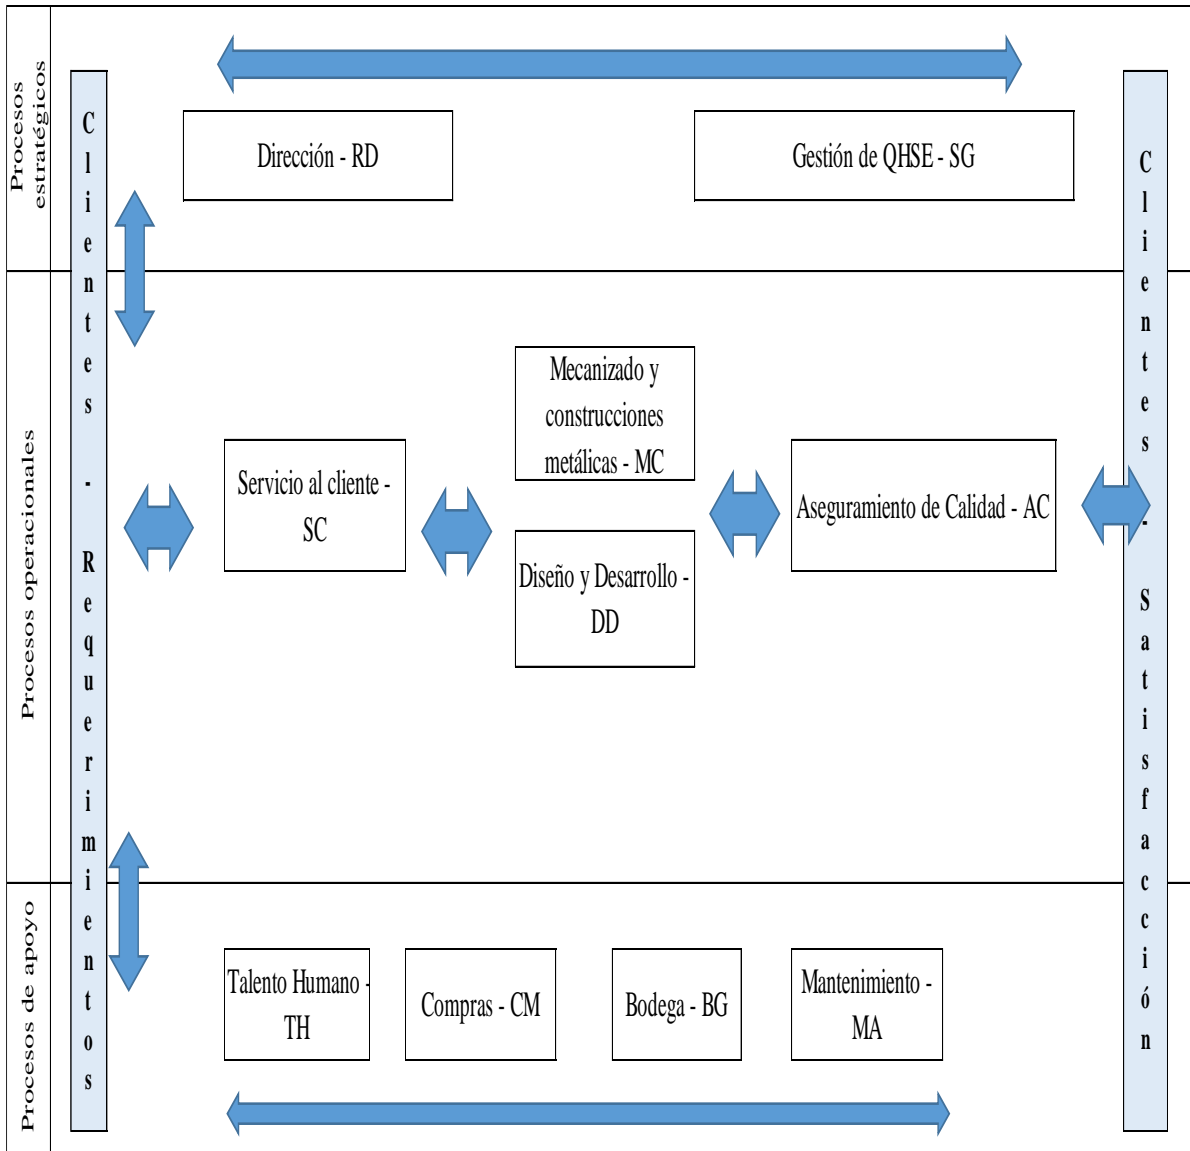 Procesos
estratégicos
Clientes - Requerimientos
Dirección - RD
Gestión de QHSE - SG
Clientes - Satisfacción
Procesos operacionales
Servicio al cliente -
SC
Mecanizado y
construcciones
metálicas - MC
Diseño y Desarrollo -
DD
Aseguramiento de Calidad - AC
Procesos de apoyo
Talento Humano -
TH
Compras - CM
Bodega - BG
Mantenimiento -
MA